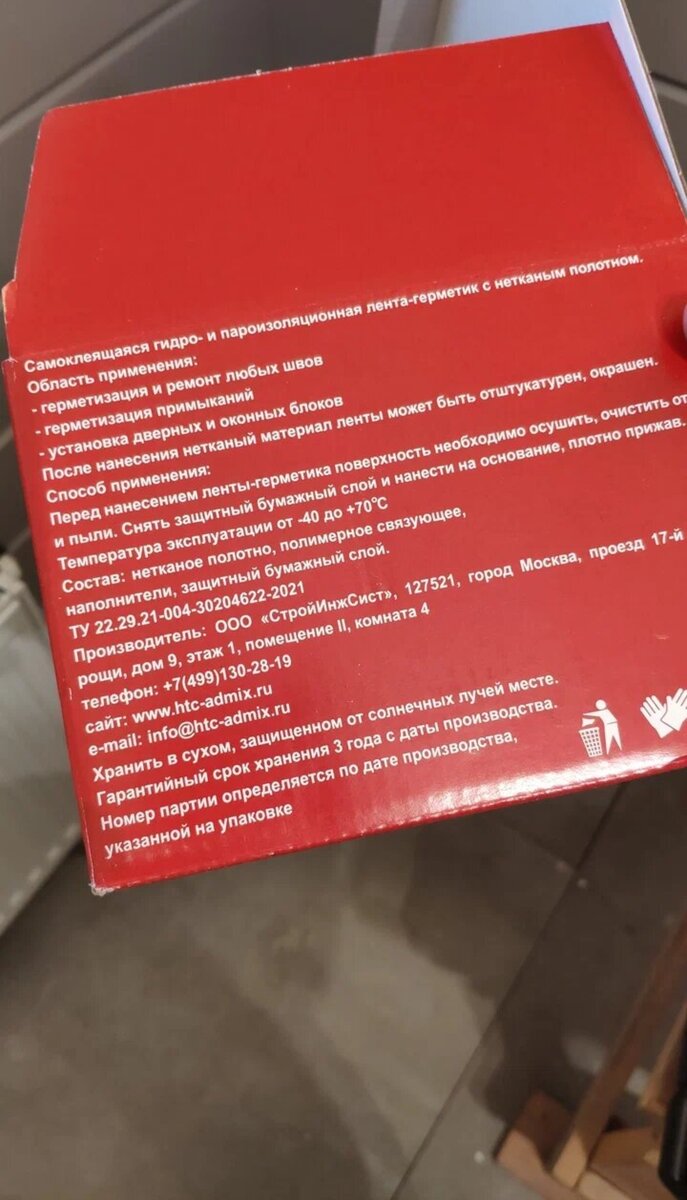 Самоклеящаяся гидро- и пароизоляционная лента-герметик с нетканым полотном.
Область применения:
- герметизация и ремонт любых швов
- герметизация примыканий
- установка дверных и оконных блоков
После нанесения нетканый материал ленты может быть отштукатурен, окрашен.
Способ применения:
Перед нанесением ленты-герметика поверхность необходимо осушить, очистить от
и пыли. Снять защитный бумажный слой и нанести на основание, плотно прижав.
Температура эксплуатации от -40 до +70°С
Состав: нетканое полотно, полимерное связующее,
наполнители, защитный бумажный слой.
ТУ 22.29.21-004-30204622-2021
Производитель: ООО «СтройИнжСист», 127521, город Москва, проезд 17-й
рощи, дом 9, этаж 1, помещение II, комната 4
телефон: +7(499)130-28-19
сайт: www.htc-admix.ru
e-mail: info@htc-admix.ru
Хранить в сухом, защищенном от солнечных лучей месте.
Гарантийный срок хранения 3 года с даты производства.
Номер партии определяется по дате производства,
указанной на упаковке